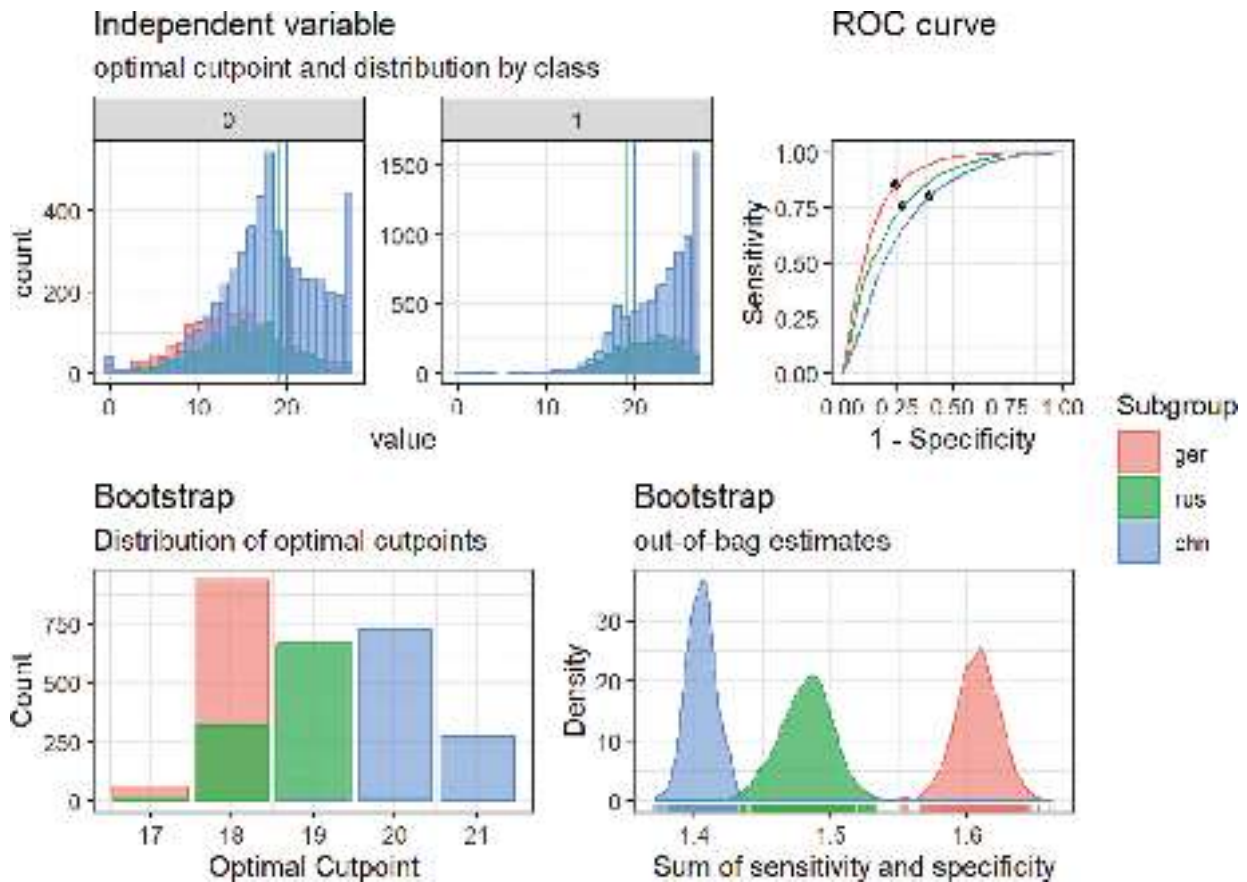 Independent variable
optimal cutpoint and distribution by class
0
1
count
400
200
0
1500
1000
500
0
0 10 20
0 10 20
value
ROC curve
Sensitivity
1.00
0.75
0.50
0.25
0.00
0.00 0.25 0.50 0.75 1.00
1 - Specificity
Subgroup
ger
rus
chn
Bootstrap
Distribution of optimal cutpoints
Count
750
500
250
0
17 18 19 20 21
Optimal Cutpoint
Bootstrap
out-of-bag estimates
Density
30
20
10
0
1.4 1.5 1.6
Sum of sensitivity and specificity